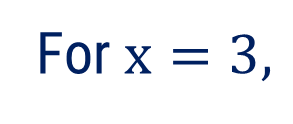 For x = 3,